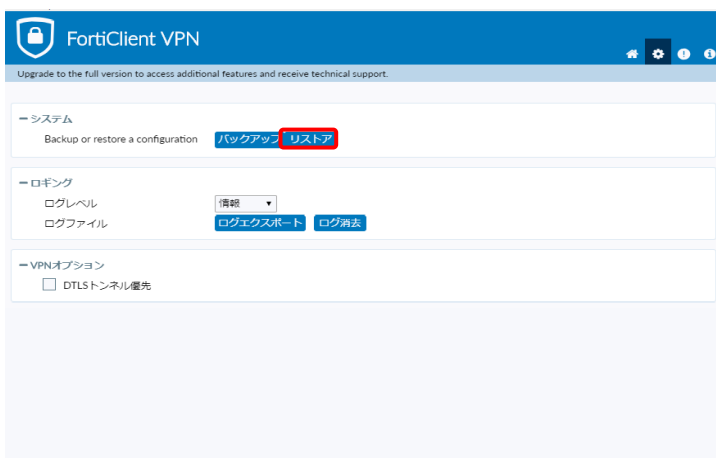 FortiClient VPN
Upgrade to the full version to access additional features and receive technical support.
システム
Backup or restore a configuration バックアップ リストア
ロギング
ログレベル 情報
ログファイル ログエクスポート ログ消去
VPNオプション
DTLSトンネル優先